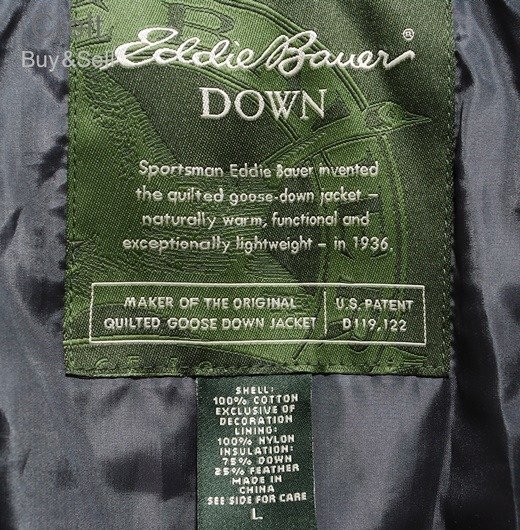 Buy&Sell
Eddie Bauer®
DOWN
Sportsman Eddie Bauer invented
the quilted goose-down jacket –
naturally warm, functional and
exceptionally lightweight – in 1936.
MAKER OF THE ORIGINAL
QUILTED GOOSE DOWN JACKET
U.S. PATENT
D119,122
SHELL:
100% COTTON
EXCLUSIVE OF
DECORATION
LINING:
100% NYLON
INSULATION:
75% DOWN
25% FEATHER
MADE IN
CHINA
SEE SIDE FOR CARE
L